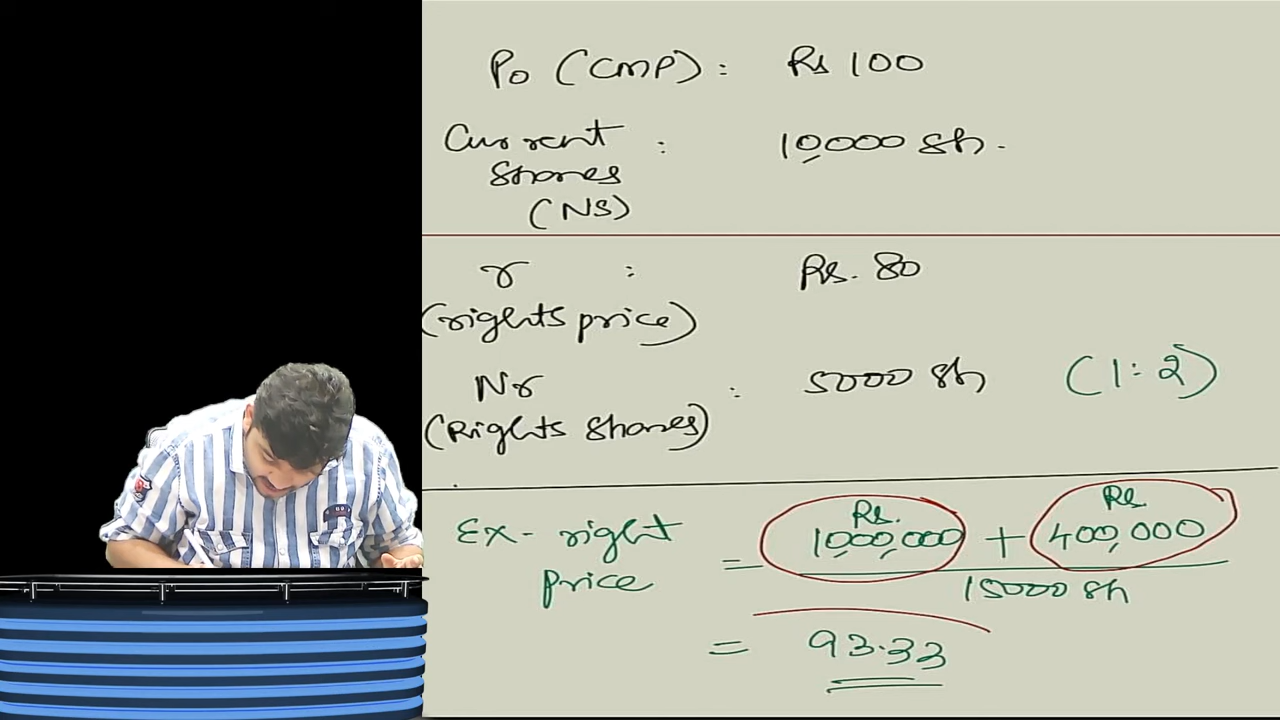 P0 (CMP) : Rs 100
Current : 10,000 sh.
Shares
(NS)
r : Rs. 80
(rights price)
Nr : 5000 sh (1:2)
(Rights Shares)
Ex-right price = Rs. 10,00,000 + Rs. 400,000
15000 sh
= 93.33